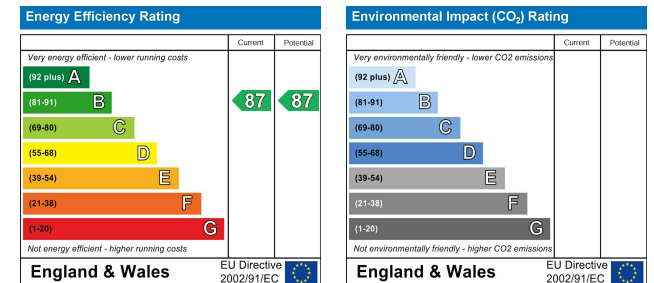 Energy Efficiency Rating
Current Potential
Very energy efficient - lower running costs
(92 plus) A
(81-91) B 87 87
(69-80) C
(55-68) D
(39-54) E
(21-38) F
(1-20) G
Not energy efficient - higher running costs
England & Wales
EU Directive
2002/91/EC
Environmental Impact (CO₂) Rating
Current Potential
Very environmentally friendly - lower CO2 emissions
(92 plus) A
(81-91) B
(69-80) C
(55-68) D
(39-54) E
(21-38) F
(1-20) G
Not environmentally friendly - higher CO2 emissions
England & Wales
EU Directive
2002/91/EC